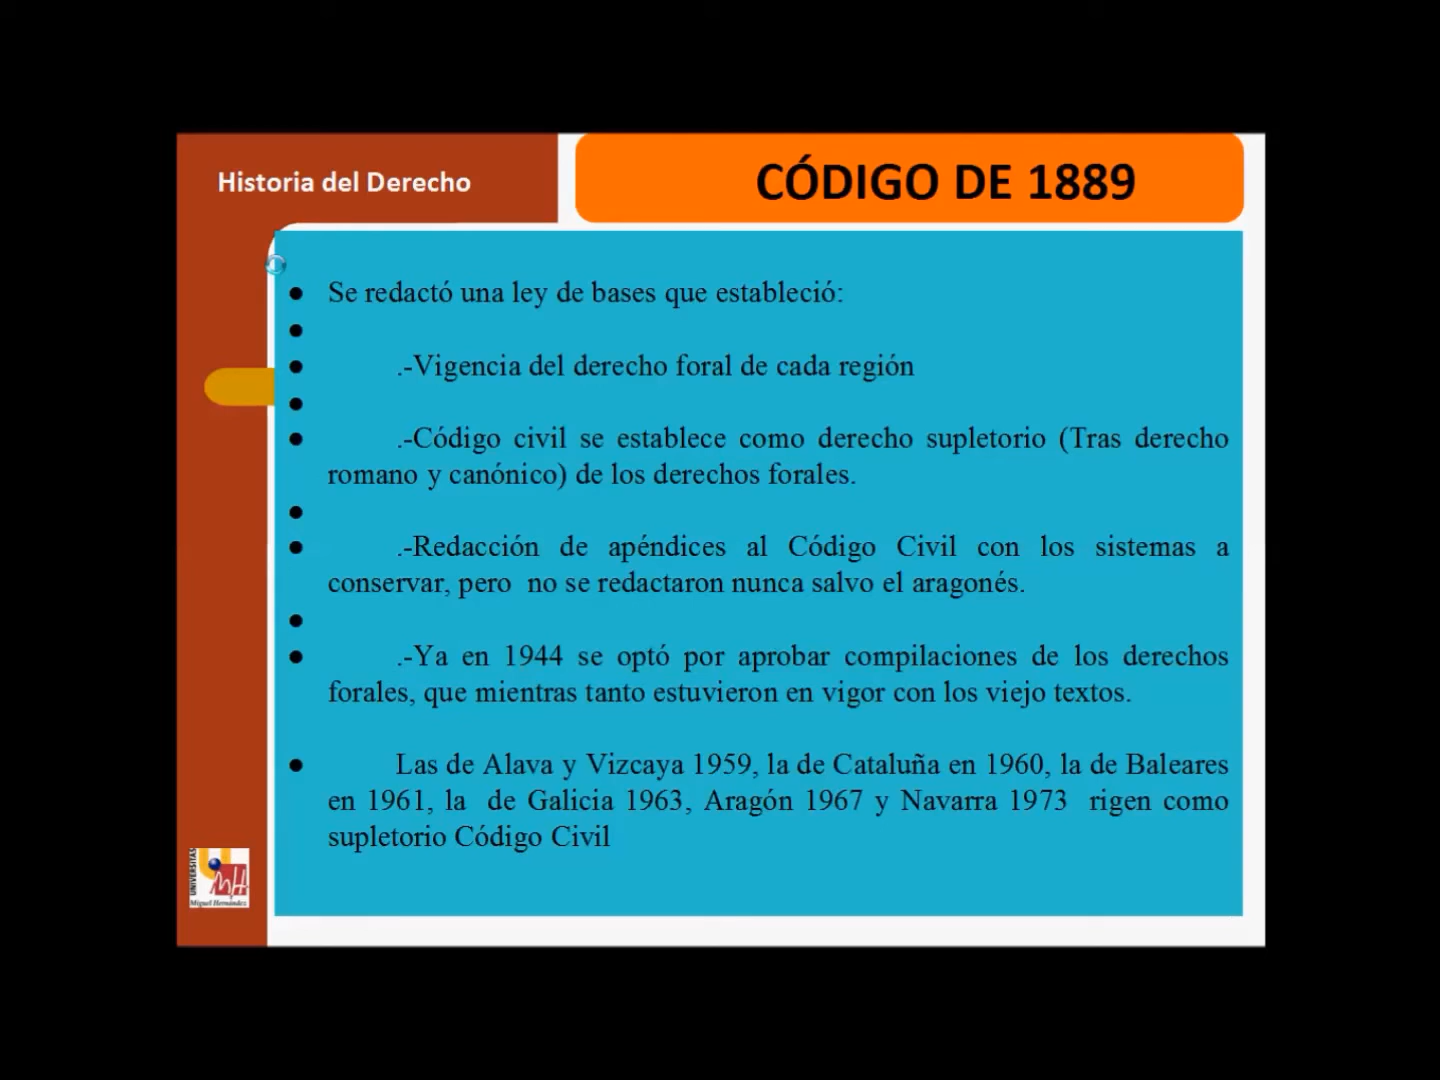 Historia del Derecho
CÓDIGO DE 1889
● Se redactó una ley de bases que estableció:
●
● .-Vigencia del derecho foral de cada región
●
● .-Código civil se establece como derecho supletorio (Tras derecho
romano y canónico) de los derechos forales.
●
● .-Redacción de apéndices al Código Civil con los sistemas a
conservar, pero no se redactaron nunca salvo el aragonés.
●
● .-Ya en 1944 se optó por aprobar compilaciones de los derechos
forales, que mientras tanto estuvieron en vigor con los viejo textos.
● Las de Alava y Vizcaya 1959, la de Cataluña en 1960, la de Baleares
en 1961, la de Galicia 1963, Aragón 1967 y Navarra 1973 rigen como
supletorio Código Civil
UNIVERSITAS
Miguel Hernández